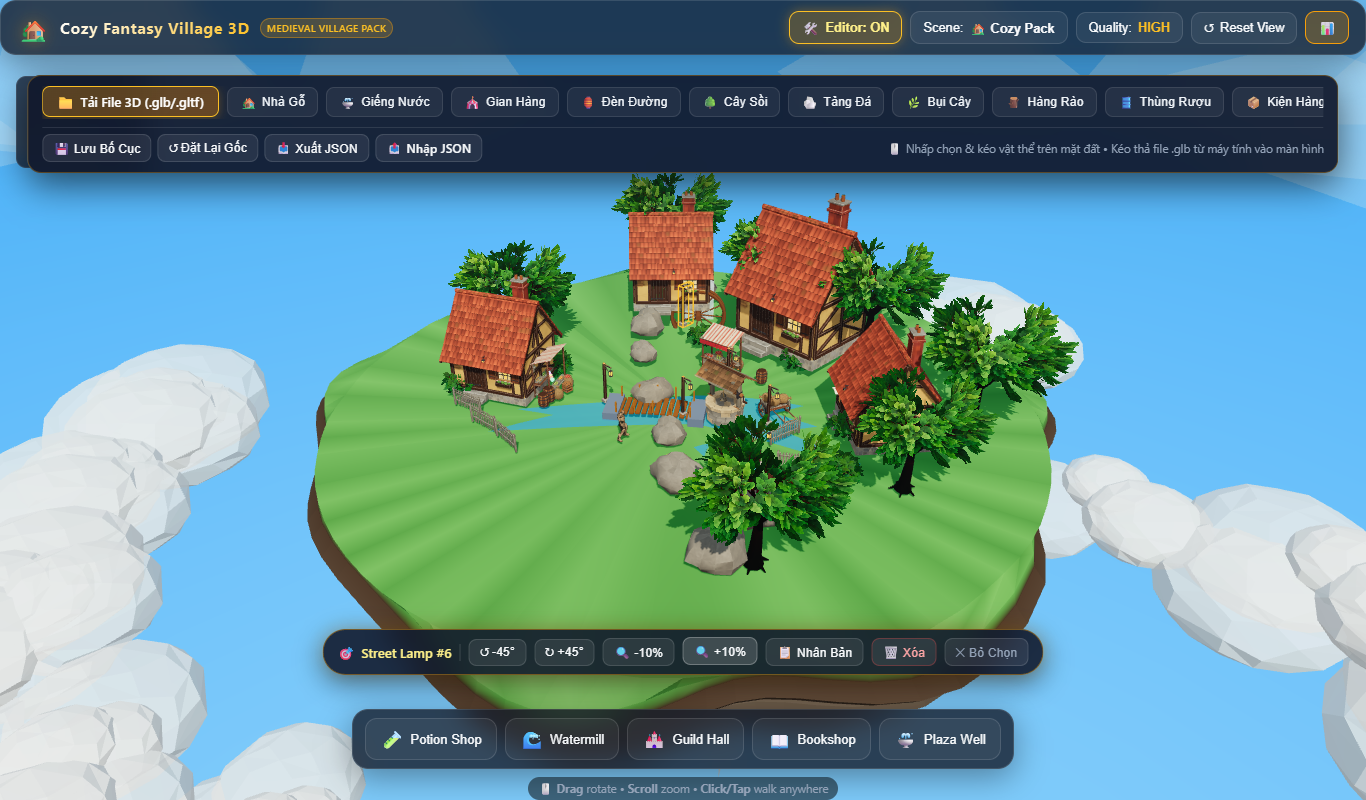 Cozy Fantasy Village 3D MEDIEVAL VILLAGE PACK Editor: ON Scene: Cozy Pack Quality: HIGH ↺ Reset View
Tải File 3D (.glb/.gltf) Nhà Gỗ Giếng Nước Gian Hàng Đèn Đường Cây Sồi Tảng Đá Bụi Cây Hàng Rào Thùng Rượu Kiện Hàng
Lưu Bố Cục ↺ Đặt Lại Gốc Xuất JSON Nhập JSON Nhấp chọn & kéo vật thể trên mặt đất • Kéo thả file .glb từ máy tính vào màn hình
Street Lamp #6 ↺ -45° ↻ +45° -10% +10% Nhân Bản Xóa ✕ Bỏ Chọn
Potion Shop Watermill Guild Hall Bookshop Plaza Well
Drag rotate • Scroll zoom • Click/Tap walk anywhere